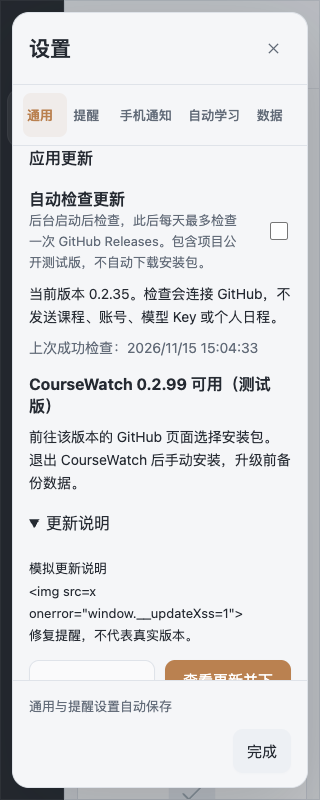 设置
通用 提醒 手机通知 自动学习 数据
应用更新
自动检查更新
后台启动后检查，此后每天最多检查
一次 GitHub Releases。包含项目公
开测试版，不自动下载安装包。
当前版本 0.2.35。检查会连接 GitHub，不
发送课程、账号、模型 Key 或个人日程。
上次成功检查：2026/11/15 15:04:33
CourseWatch 0.2.99 可用（测试
版）
前往该版本的 GitHub 页面选择安装包。
退出 CourseWatch 后手动安装，升级前备
份数据。
▼ 更新说明
模拟更新说明
<img src=x
onerror="window.__updateXss=1">
修复提醒，不代表真实版本。
查看更新并下
通用与提醒设置自动保存
完成